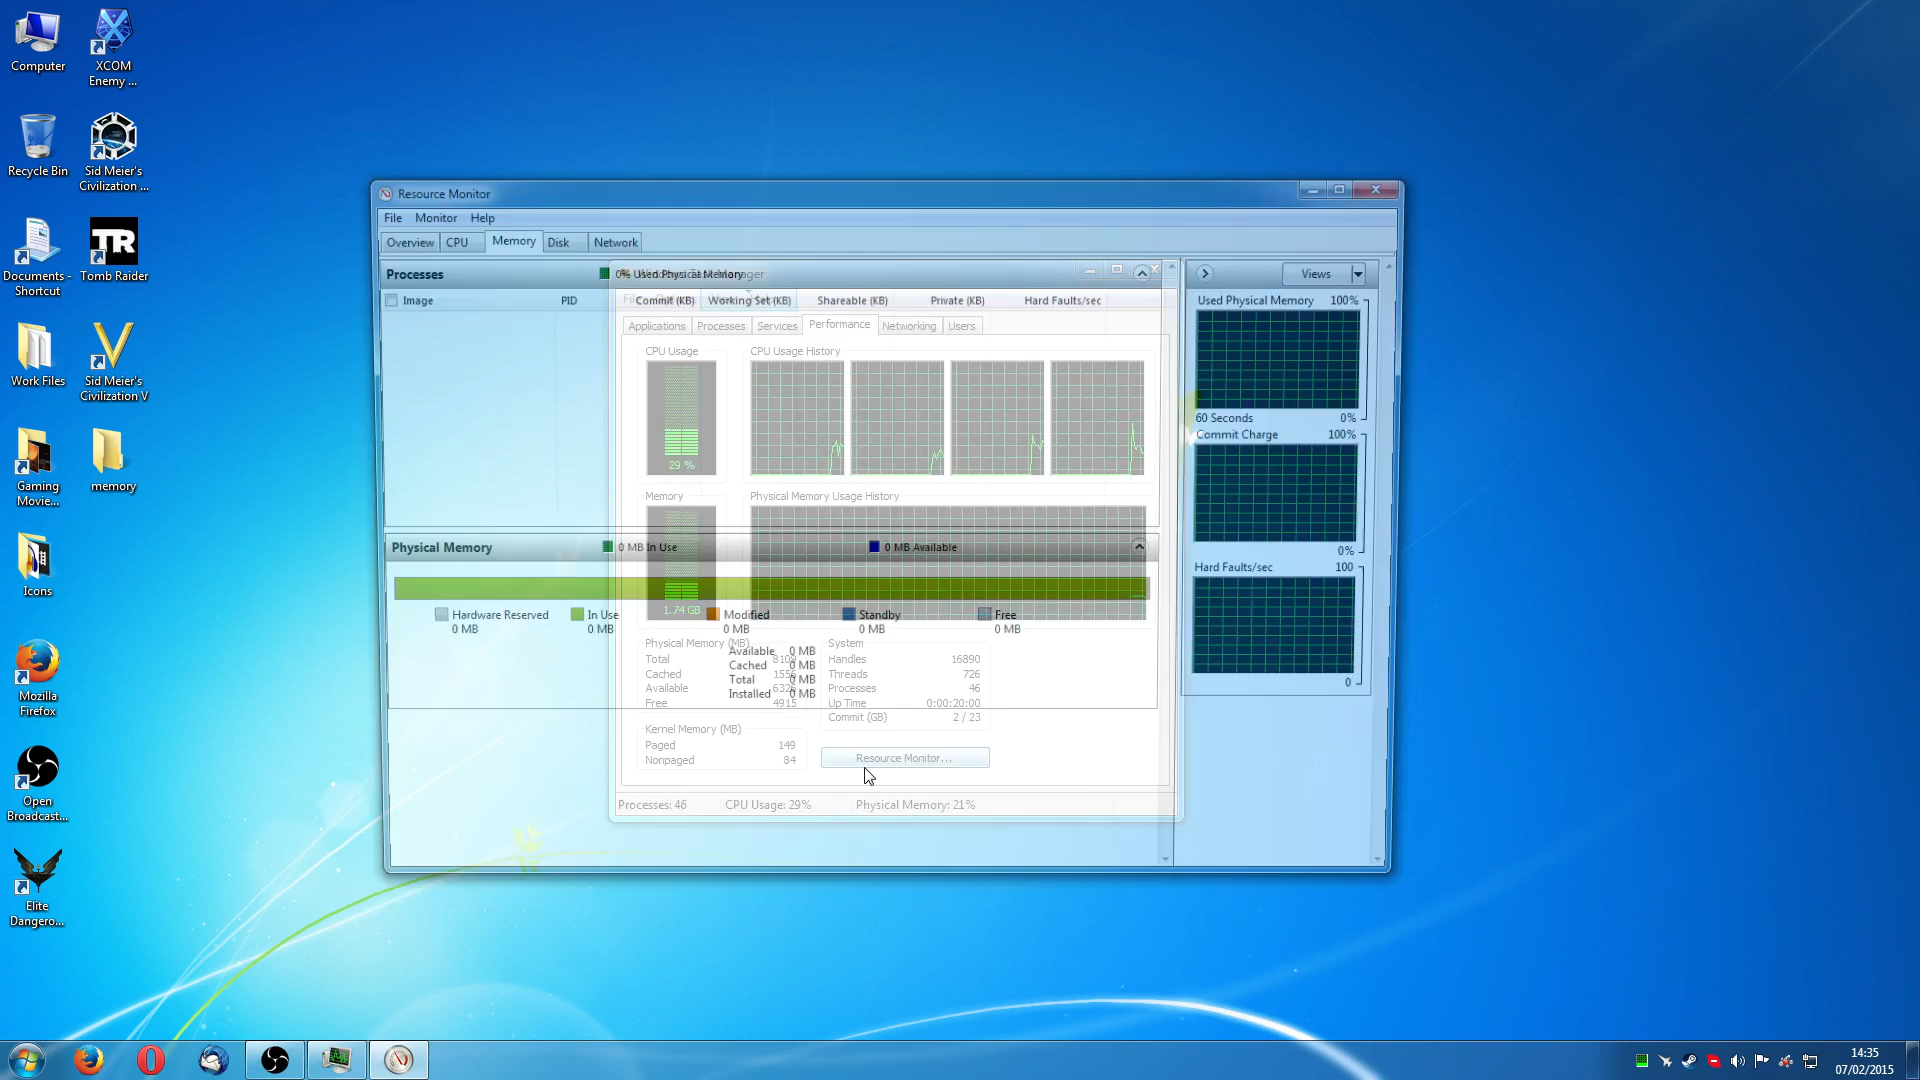 Computer
XCOM
Enemy ...
Recycle Bin
Sid Meier's
Civilization ...
Documents -
Shortcut
Tomb Raider
TR
Work Files
Sid Meier's
Civilization V
Gaming
Movie...
memory
Icons
Mozilla
Firefox
Open
Broadcast...
Elite
Dangero...
Resource Monitor
File Monitor Help
Overview CPU Memory Disk Network
Processes
0% Used Physical Memory
Image PID Commit (KB) Working Set (KB) Shareable (KB) Private (KB) Hard Faults/sec
Applications Processes Services Performance Networking Users
CPU Usage CPU Usage History
29 %
Memory Physical Memory Usage History
Physical Memory 0 MB In Use 0 MB Available
1.74 GB
Hardware Reserved In Use Modified Standby Free
0 MB 0 MB 0 MB 0 MB 0 MB
Available 0 MB
Cached 0 MB
Total 0 MB
Installed 0 MB
Physical Memory (MB)
Total 8109
Cached 1556
Available 6326
Free 4915
System
Handles 16890
Threads 726
Processes 46
Up Time 0:00:20:00
Commit (GB) 2 / 23
Kernel Memory (MB)
Paged 149
Nonpaged 84
Resource Monitor...
Processes: 46 CPU Usage: 29% Physical Memory: 21%
Views
Used Physical Memory 100%
60 Seconds 0%
Commit Charge 100%
0%
Hard Faults/sec 100
0
14:35
07/02/2015